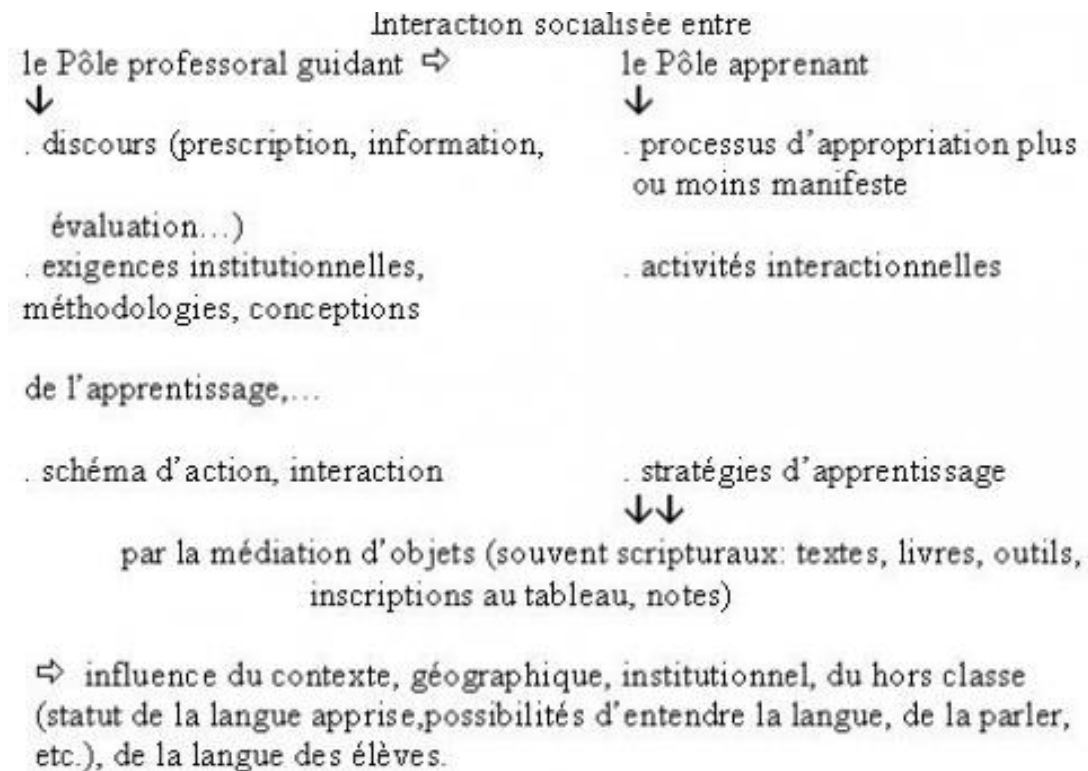 Interaction socialisée entre
le Pôle professoral guidant ⇨ le Pôle apprenant
↓ ↓
. discours (prescription, information, . processus d'appropriation plus
ou moins manifeste
évaluation…)
. exigences institutionnelles, . activités interactionnelles
méthodologies, conceptions
de l'apprentissage,…
. schéma d'action, interaction . stratégies d'apprentissage
↓↓
par la médiation d'objets (souvent scripturaux: textes, livres, outils,
inscriptions au tableau, notes)
⇨ influence du contexte, géographique, institutionnel, du hors classe
(statut de la langue apprise,possibilités d'entendre la langue, de la parler,
etc.), de la langue des élèves.